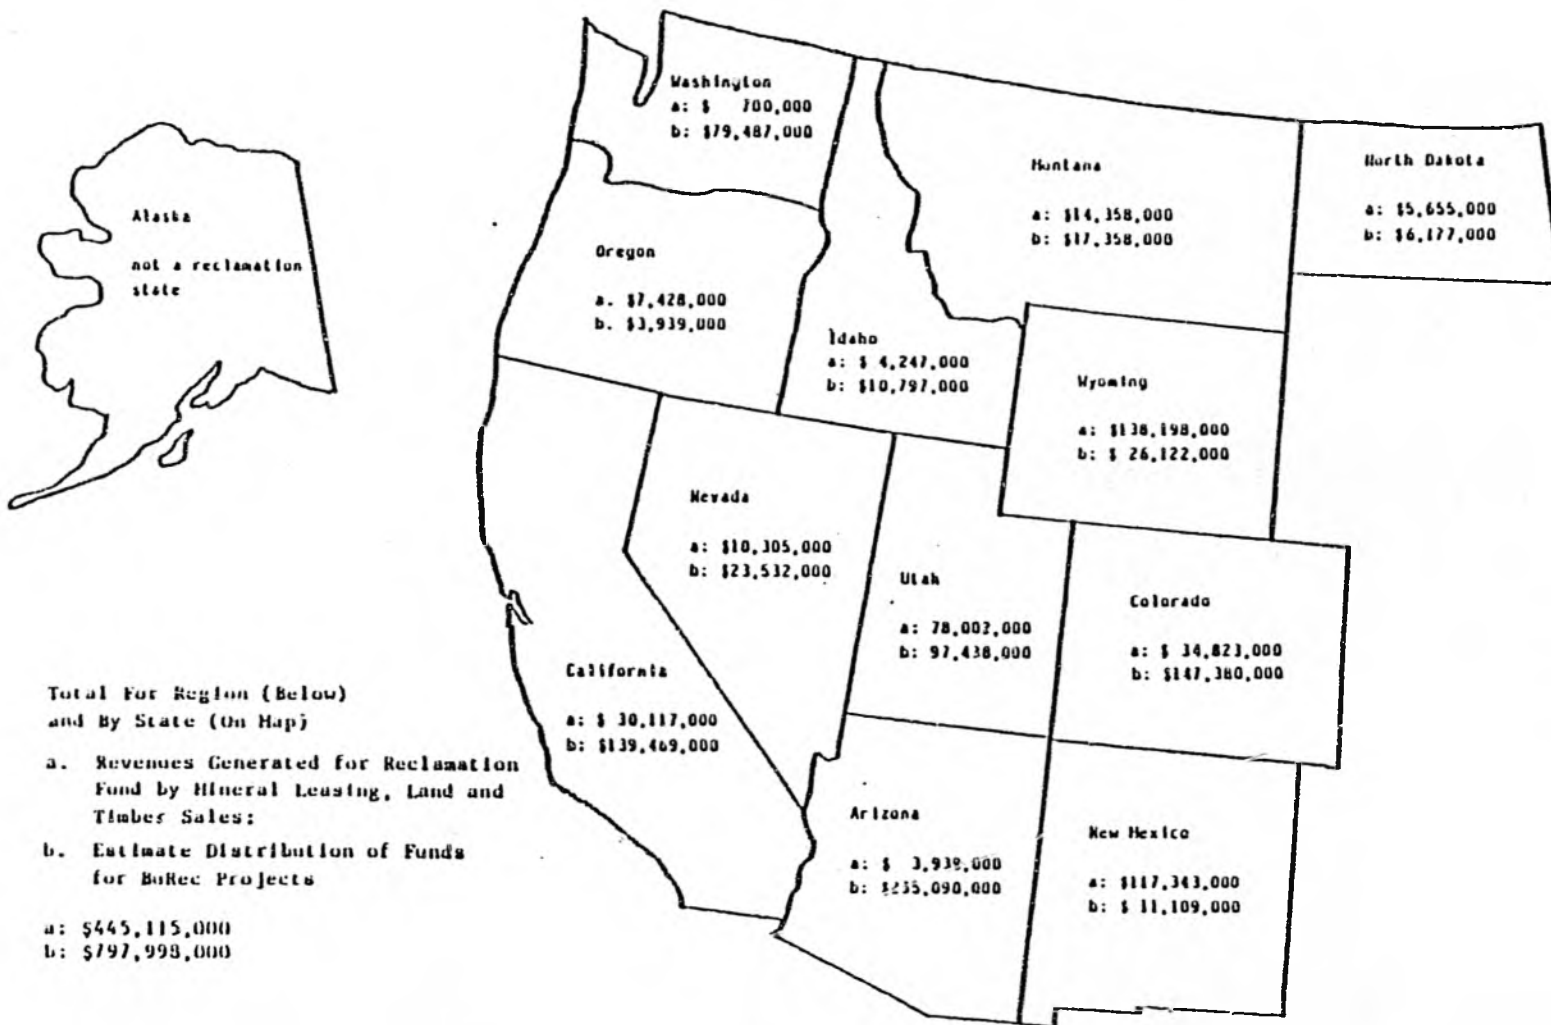 Washington
a: $ 700,000
b: $79,487,000
Montana
a: $14,358,000
b: $17,358,000
North Dakota
a: $5,655,000
b: $6,177,000
Alaska
not a reclamation
state
Oregon
a. $7,428,000
b. $3,939,000
Idaho
a: $ 4,247,000
b: $10,797,000
Wyoming
a: $138,198,000
b: $ 26,122,000
Nevada
a: $10,305,000
b: $23,532,000
Utah
a: 78,002,000
b: 97,438,000
Colorado
a: $ 34,823,000
b: $147,380,000
California
a: $ 30,117,000
b: $139,469,000
Arizona
a: $ 3,939,000
b: $235,090,000
New Mexico
a: $117,343,000
b: $ 11,109,000
Total For Region (Below)
and By State (On Map)
a. Revenues Generated for Reclamation
Fund by Mineral Leasing, Land and
Timber Sales;
b. Estimate Distribution of Funds
for BoRec Projects
a: $445,115,000
b: $797,998,000